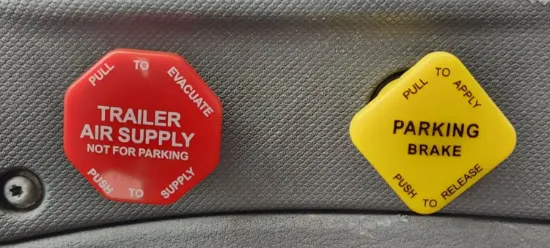 PULL TO EVACUATE
TRAILER
AIR SUPPLY
NOT FOR PARKING
PUSH TO SUPPLY
PULL TO APPLY
PARKING
BRAKE
PUSH TO RELEASE